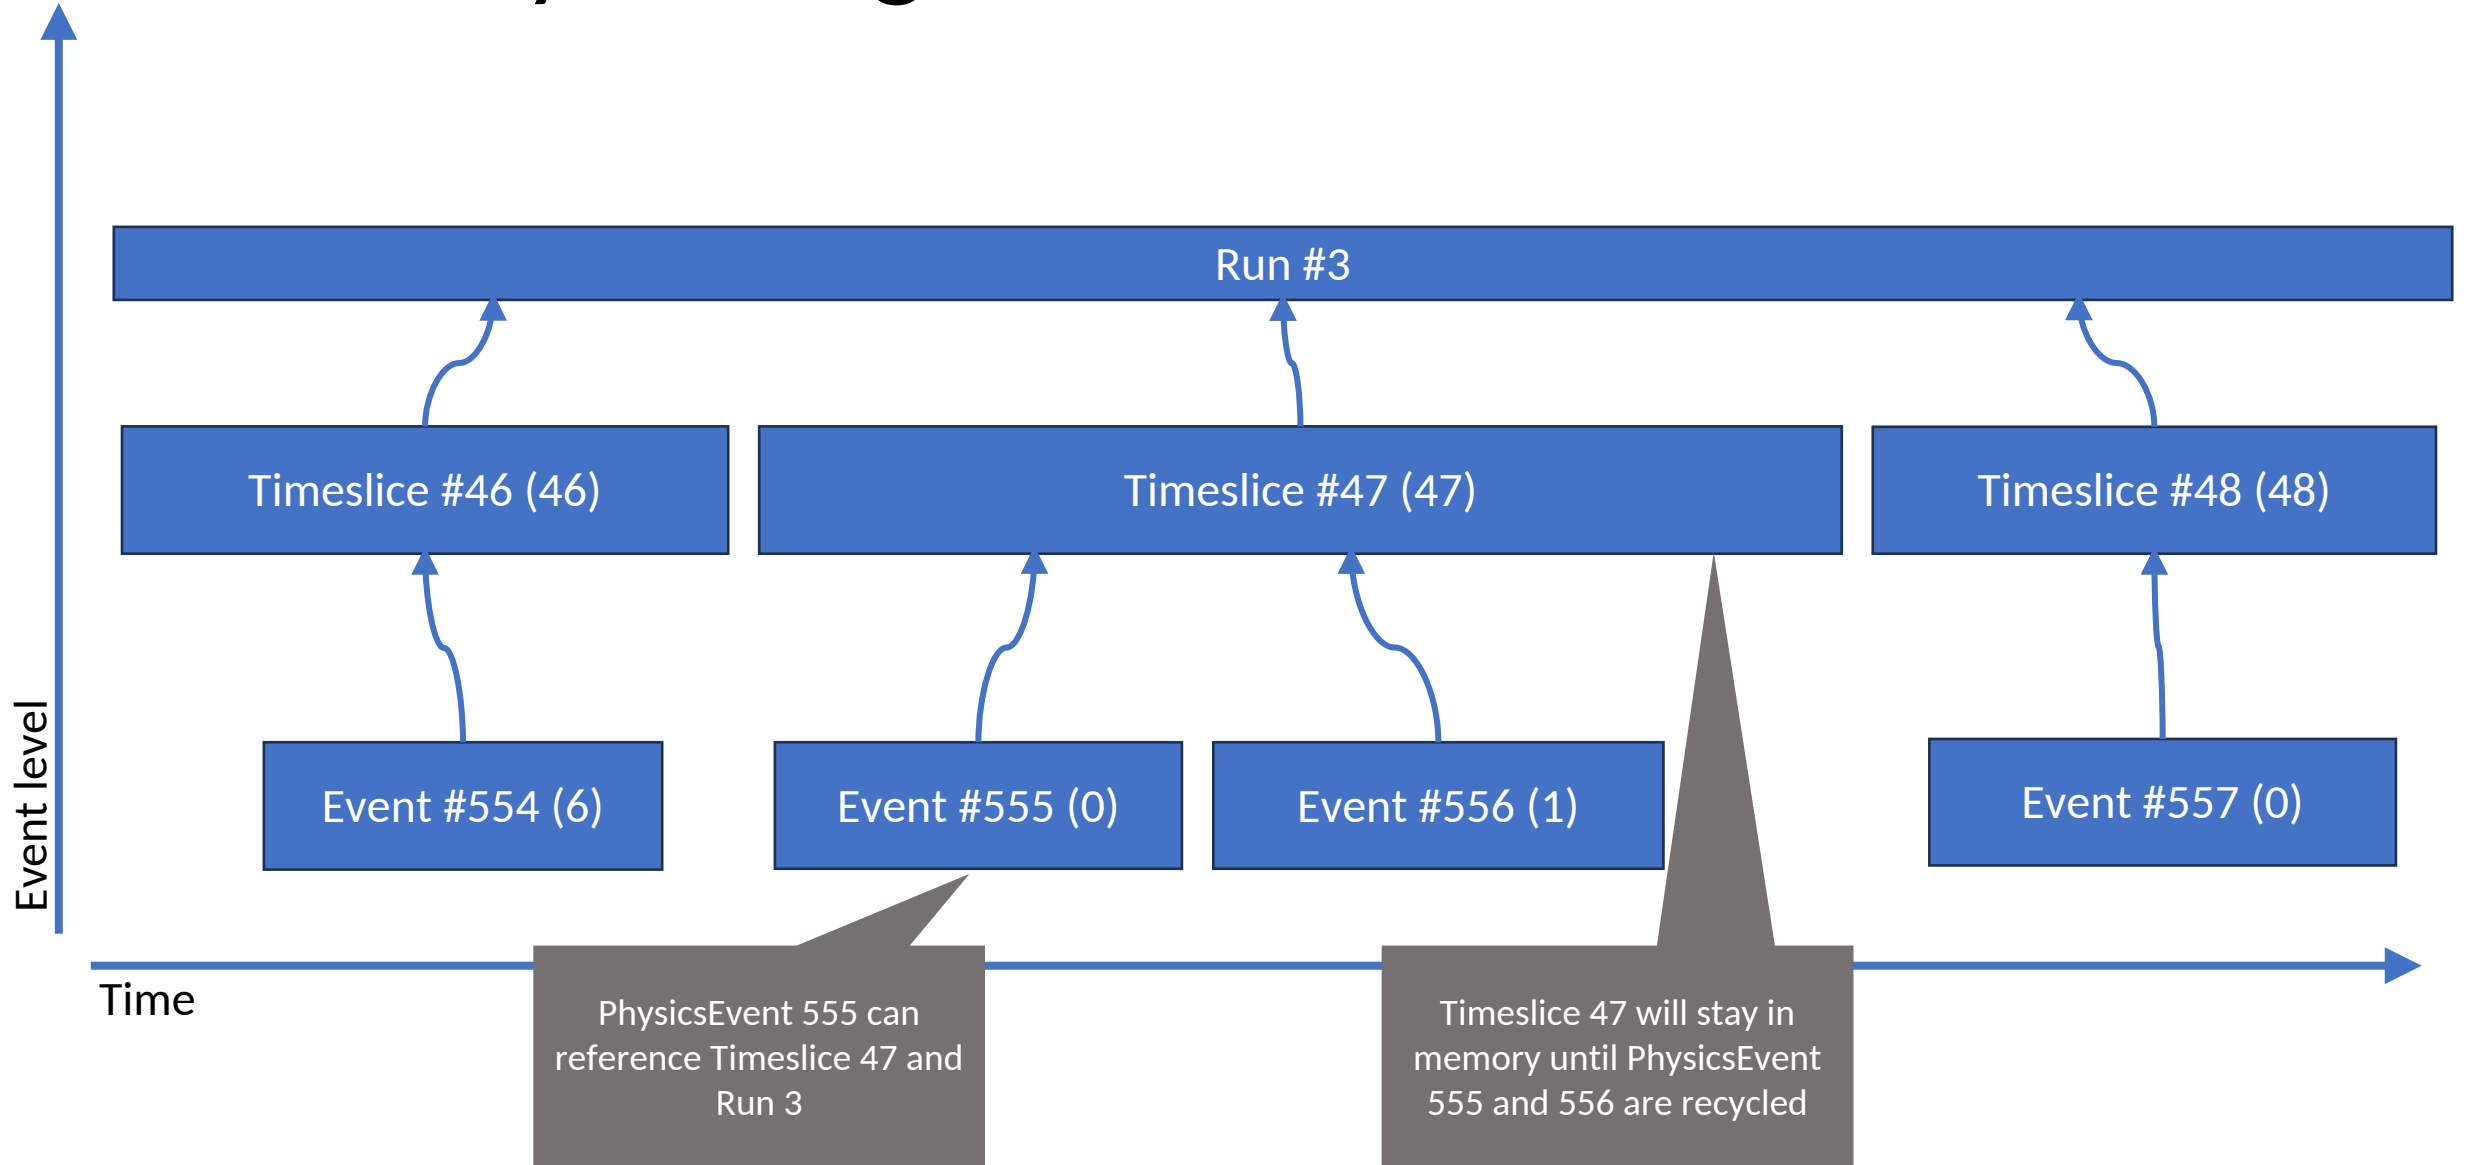 Run #3
Timeslice #46 (46)
Timeslice #47 (47)
Timeslice #48 (48)
Event level
Event #554 (6)
Event #555 (0)
Event #556 (1)
Event #557 (0)
Time
PhysicsEvent 555 can
reference Timeslice 47 and
Run 3
Timeslice 47 will stay in
memory until PhysicsEvent
555 and 556 are recycled